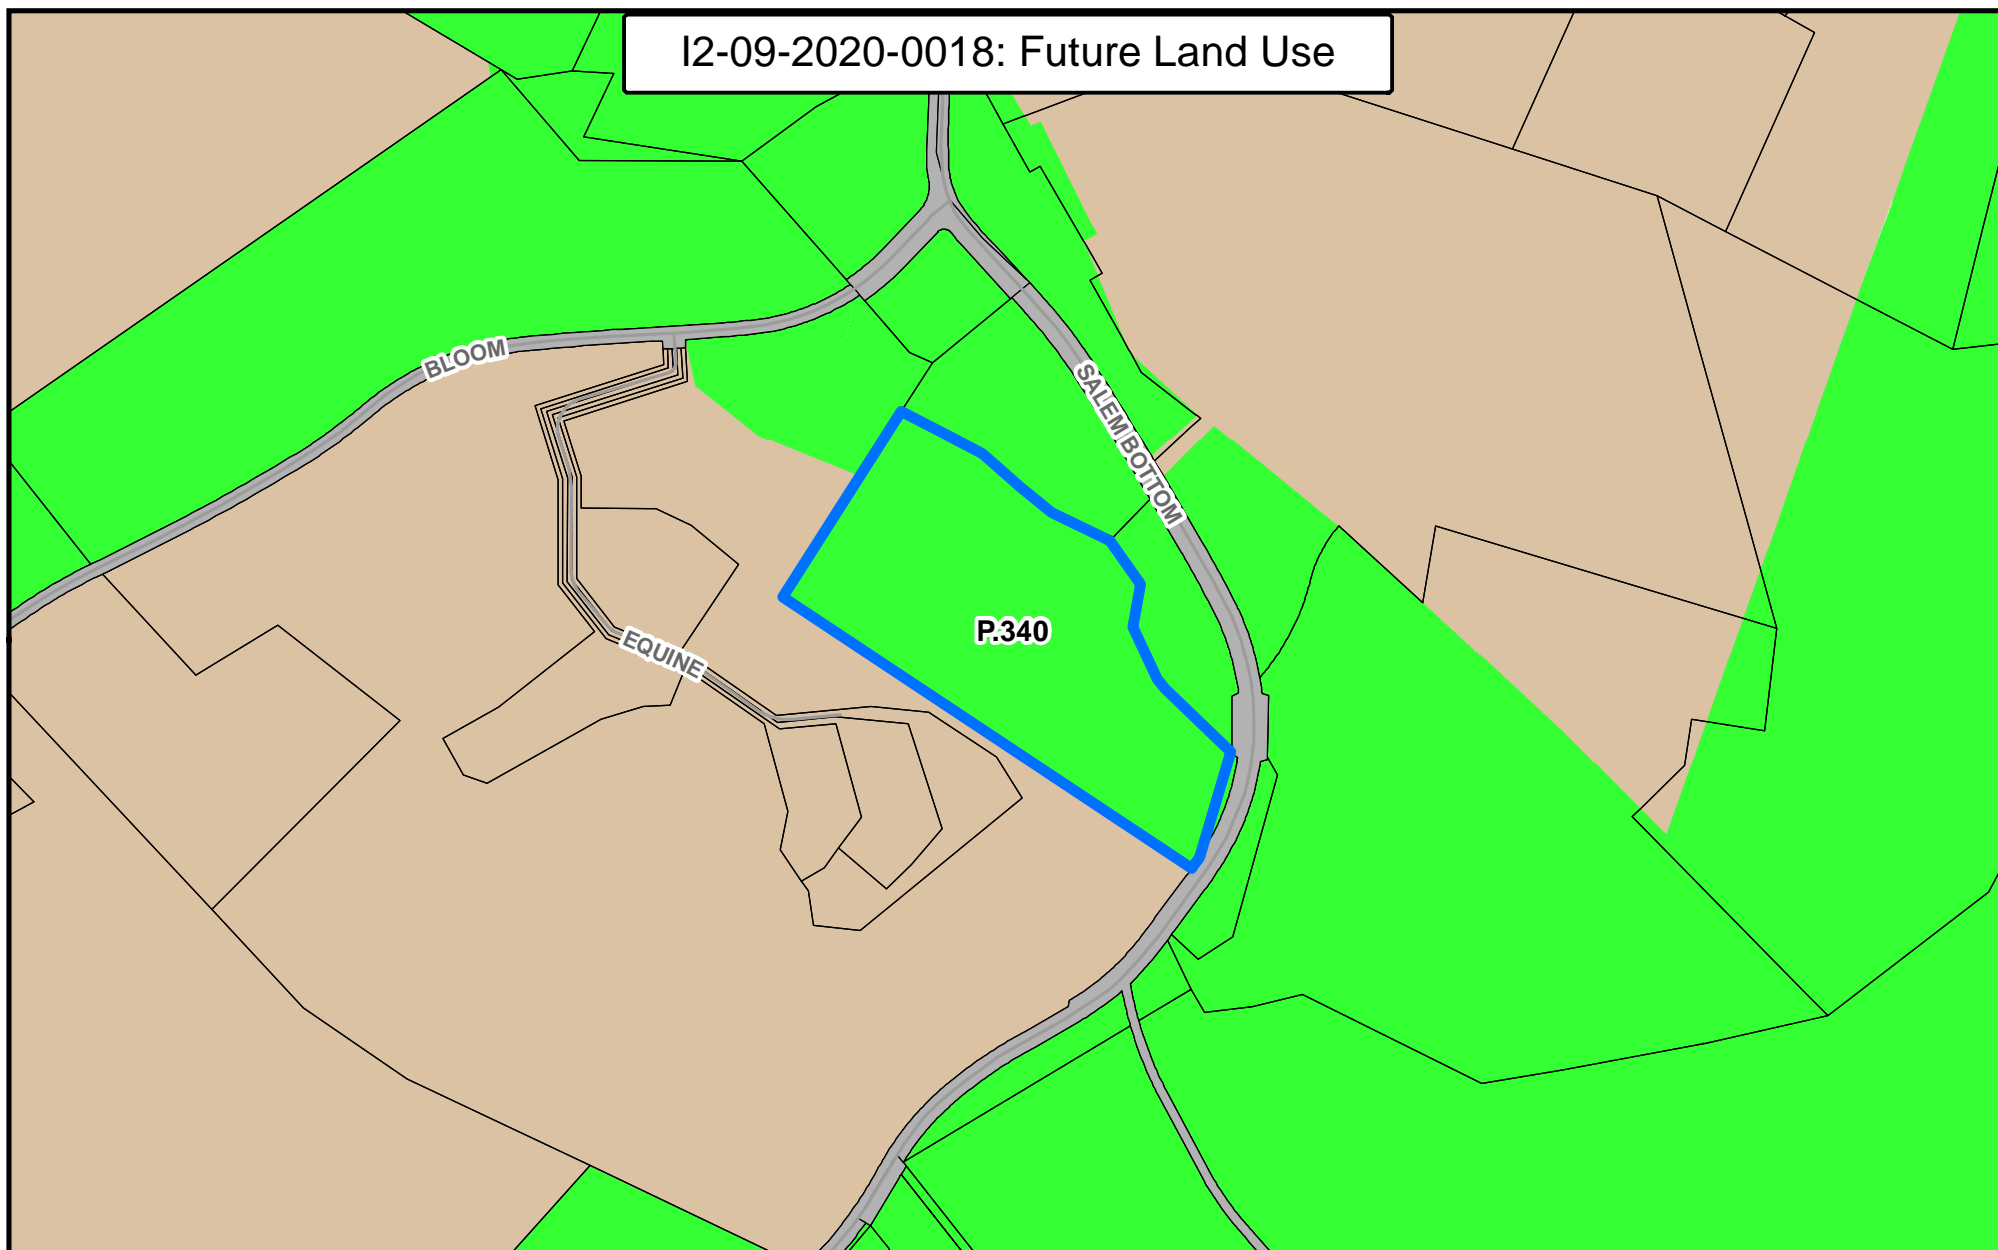 I2-09-2020-0018: Future Land Use
BLOOM
SALEM BOTTOM
P.340
EQUINE